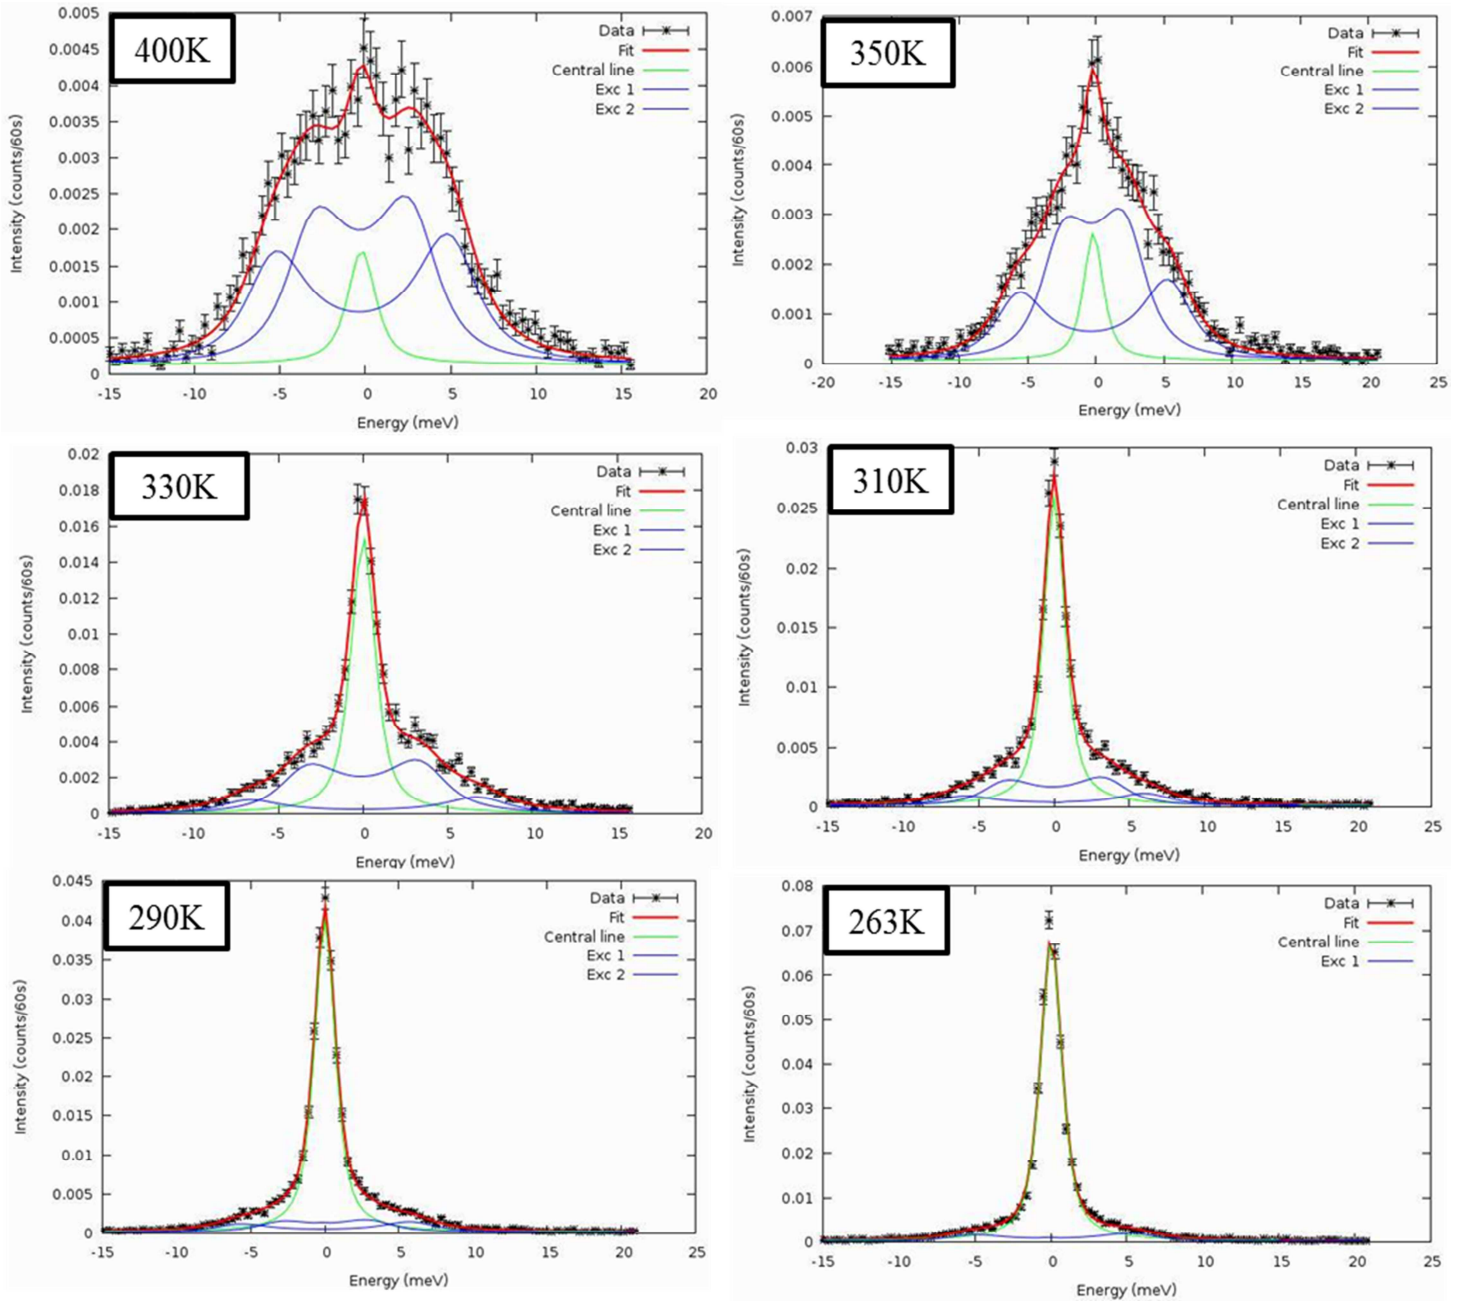 400K
0.005
0.0045
0.004
0.0035
0.003
0.0025
0.002
0.0015
0.001
0.0005
0
Intensity (counts/60s)
Data
Fit
Central line
Exc 1
Exc 2
-15 -10 -5 0 5 10 15 20
Energy (meV)
350K
0.007
0.006
0.005
0.004
0.003
0.002
0.001
0
Intensity (counts/60s)
Data
Fit
Central line
Exc 1
Exc 2
-20 -15 -10 -5 0 5 10 15 20 25
Energy (meV)
330K
0.02
0.018
0.016
0.014
0.012
0.01
0.008
0.006
0.004
0.002
0
Intensity (counts/60s)
Data
Fit
Central line
Exc 1
Exc 2
-15 -10 -5 0 5 10 15 20
Energy (meV)
310K
0.03
0.025
0.02
0.015
0.01
0.005
0
Intensity (counts/60s)
Data
Fit
Central line
Exc 1
Exc 2
-15 -10 -5 0 5 10 15 20 25
Energy (meV)
290K
0.045
0.04
0.035
0.03
0.025
0.02
0.015
0.01
0.005
0
Intensity (counts/60s)
Data
Fit
Central line
Exc 1
Exc 2
-15 -10 -5 0 5 10 15 20 25
Energy (meV)
263K
0.08
0.07
0.06
0.05
0.04
0.03
0.02
0.01
0
Intensity (counts/60s)
Data
Fit
Central line
Exc 1
-15 -10 -5 0 5 10 15 20 25
Energy (meV)